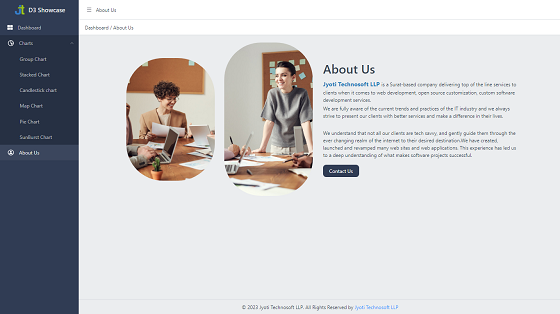 D3 Showcase
Dashboard
Charts
Group Chart
Stacked Chart
Candlestick chart
Map Chart
Pie Chart
SunBurst Chart
About Us
About Us
Dashboard / About Us
About Us
Jyoti Technosoft LLP is a Surat-based company delivering top of the line services to
clients when it comes to web development, open source customization, custom software
development services.
We are fully aware of the current trends and practices of the IT industry and we always
strive to present our clients with better services and make a difference in their lives.
We understand that not all our clients are tech savvy, and gently guide them through the
ever changing realm of the internet to their desired destination.We have created,
launched and revamped many web sites and web applications. This experience has led us
to a deep understanding of what makes software projects successful.
Contact Us
© 2023 Jyoti Technosoft LLP. All Rights Reserved by Jyoti Technosoft LLP